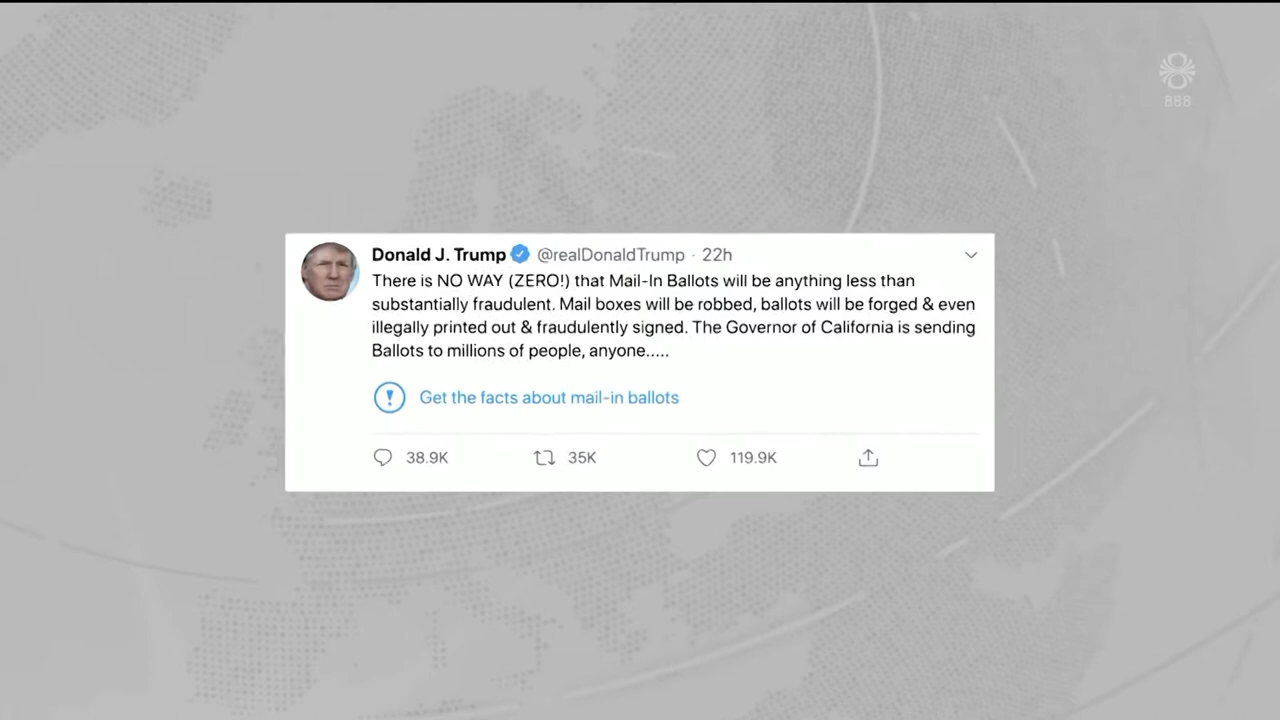 888
Donald J. Trump @realDonaldTrump · 22h
There is NO WAY (ZERO!) that Mail-In Ballots will be anything less than
substantially fraudulent. Mail boxes will be robbed, ballots will be forged & even
illegally printed out & fraudulently signed. The Governor of California is sending
Ballots to millions of people, anyone.....
Get the facts about mail-in ballots
38.9K 35K 119.9K